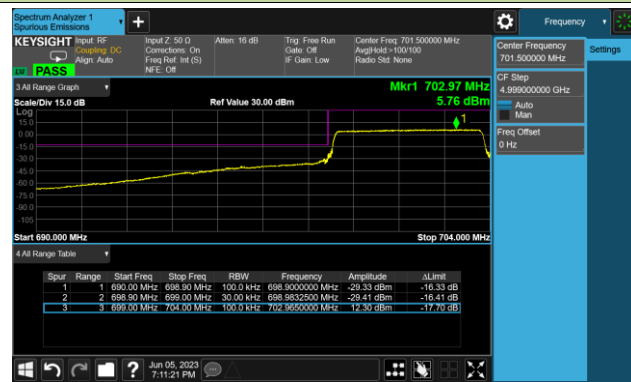 Spectrum Analyzer 1
Spurious Emissions
Frequency
KEYSIGHT
Input: RF
Coupling: DC
Align: Auto
Input Z: 50 Ω
Corrections: On
Freq Ref: Int (S)
NFE: Off
Atten: 16 dB
Trig: Free Run
Gate: Off
IF Gain: Low
Center Freq: 701.500000 MHz
Avg|Hold:>100/100
Radio Std: None
PASS
Center Frequency
701.500000 MHz
Settings
CF Step
4.999000000 GHz
Auto
Man
Freq Offset
0 Hz
3 All Range Graph
Mkr1 702.97 MHz
Scale/Div 15.0 dB
Ref Value 30.00 dBm
5.76 dBm
Log
15.0
0.00
-15.0
-30.0
-45.0
-60.0
-75.0
-90.0
-105
1
Start 690.000 MHz
Stop 704.000 MHz
4 All Range Table
Spur Range Start Freq Stop Freq RBW Frequency Amplitude ΔLimit
1 1 690.00 MHz 698.90 MHz 100.0 kHz 698.9000000 MHz -29.33 dBm -16.33 dB
2 2 698.90 MHz 699.00 MHz 30.00 kHz 698.9832500 MHz -29.41 dBm -16.41 dB
3 3 699.00 MHz 704.00 MHz 100.0 kHz 702.9650000 MHz 12.30 dBm -17.70 dB
?
Jun 05, 2023
7:11:21 PM